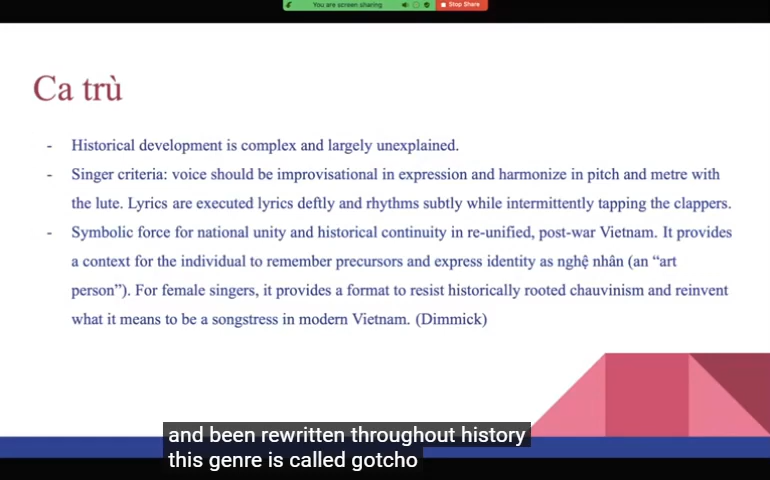 You are screen sharing
Stop Share
Ca trù
- Historical development is complex and largely unexplained.
- Singer criteria: voice should be improvisational in expression and harmonize in pitch and metre with
the lute. Lyrics are executed lyrics deftly and rhythms subtly while intermittently tapping the clappers.
- Symbolic force for national unity and historical continuity in re-unified, post-war Vietnam. It provides
a context for the individual to remember precursors and express identity as nghệ nhân (an “art
person”). For female singers, it provides a format to resist historically rooted chauvinism and reinvent
what it means to be a songstress in modern Vietnam. (Dimmick)
and been rewritten throughout history
this genre is called gotcho